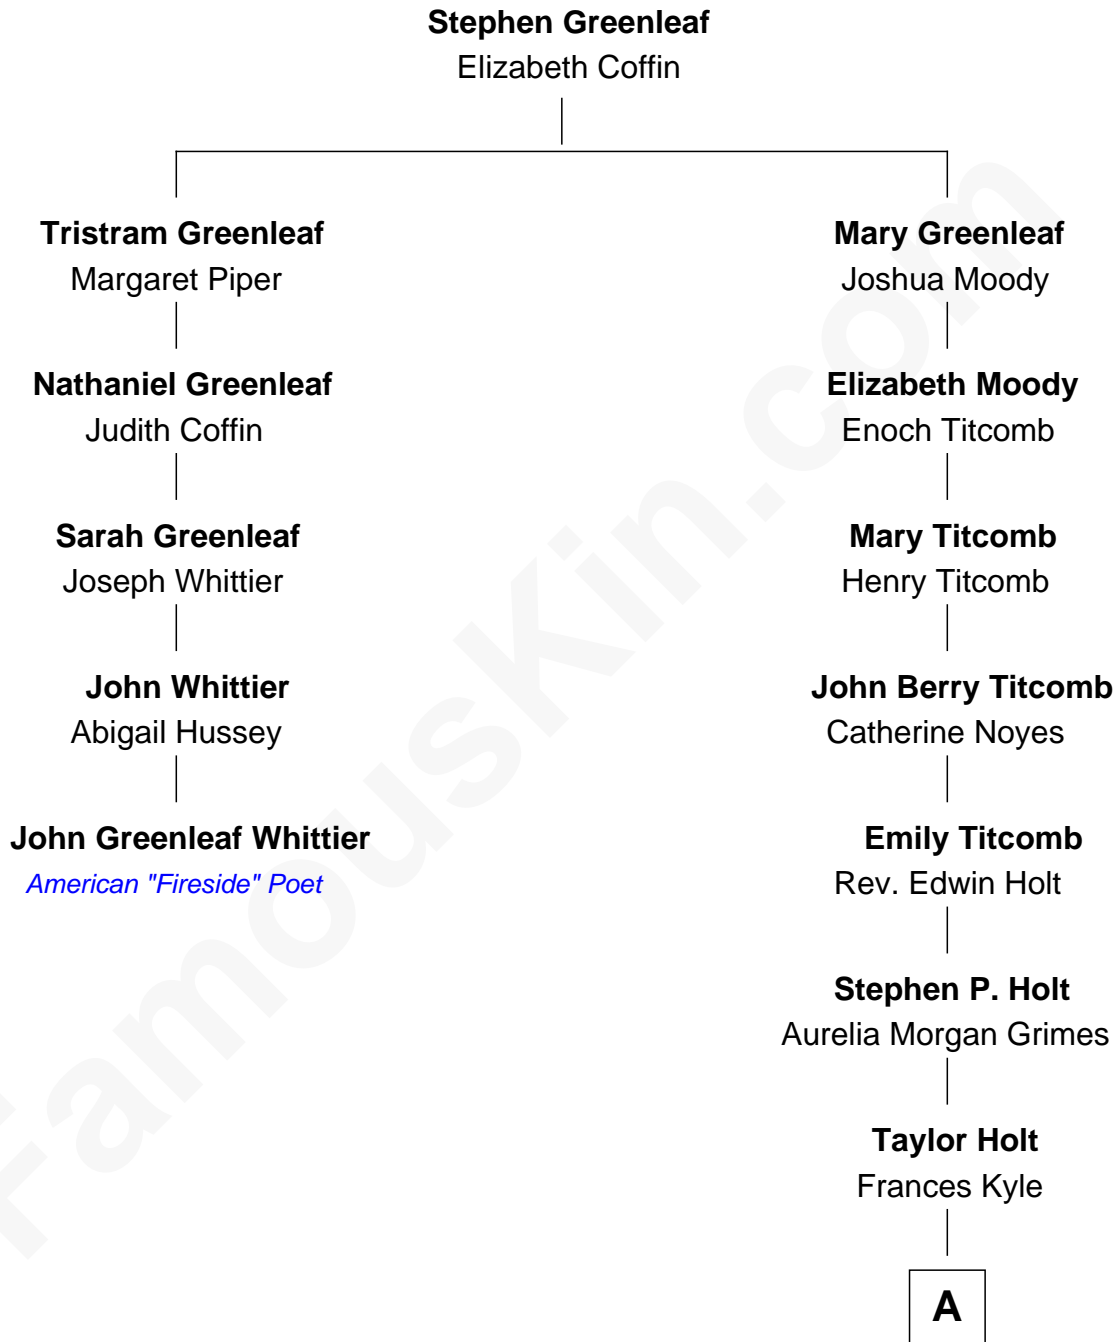 Stephen Greenleaf
Elizabeth Coffin
Tristram Greenleaf
Margaret Piper
Nathaniel Greenleaf
Judith Coffin
Sarah Greenleaf
Joseph Whittier
John Whittier
Abigail Hussey
John Greenleaf Whittier
American "Fireside" Poet
Mary Greenleaf
Joshua Moody
Elizabeth Moody
Enoch Titcomb
Mary Titcomb
Henry Titcomb
John Berry Titcomb
Catherine Noyes
Emily Titcomb
Rev. Edwin Holt
Stephen P. Holt
Aurelia Morgan Grimes
Taylor Holt
Frances Kyle
A
FamousKin.com